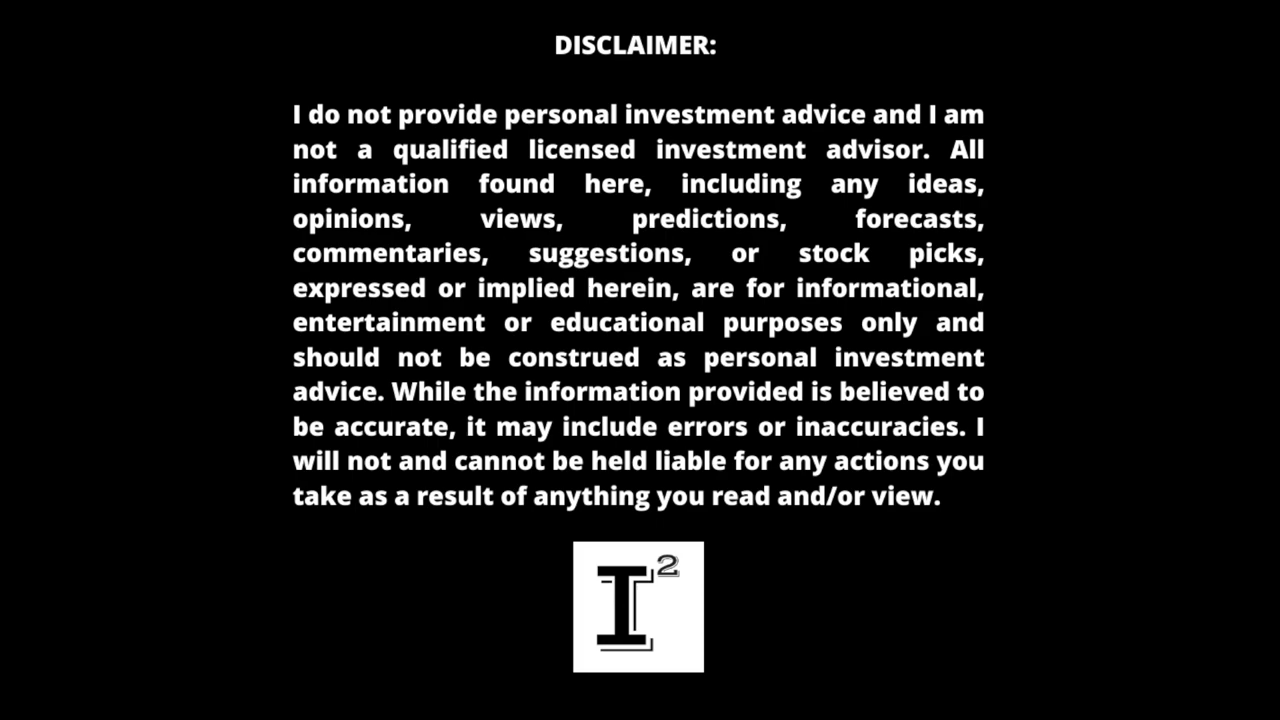 DISCLAIMER:
I do not provide personal investment advice and I am
not a qualified licensed investment advisor. All
information found here, including any ideas,
opinions, views, predictions, forecasts,
commentaries, suggestions, or stock picks,
expressed or implied herein, are for informational,
entertainment or educational purposes only and
should not be construed as personal investment
advice. While the information provided is believed to
be accurate, it may include errors or inaccuracies. I
will not and cannot be held liable for any actions you
take as a result of anything you read and/or view.
I²